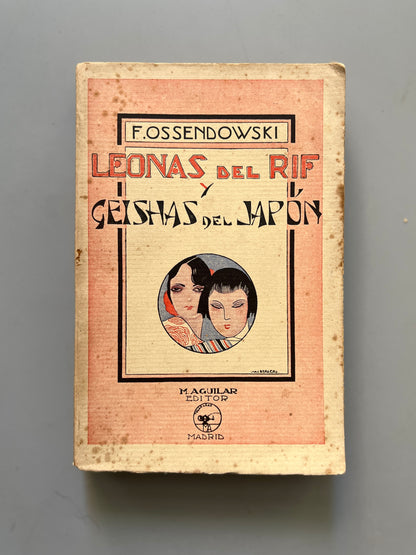 F. OSSENDOWSKI
LEONAS DEL RIF
Y
GEISHAS DEL JAPÓN
M. AGUILAR
EDITOR
MADRID